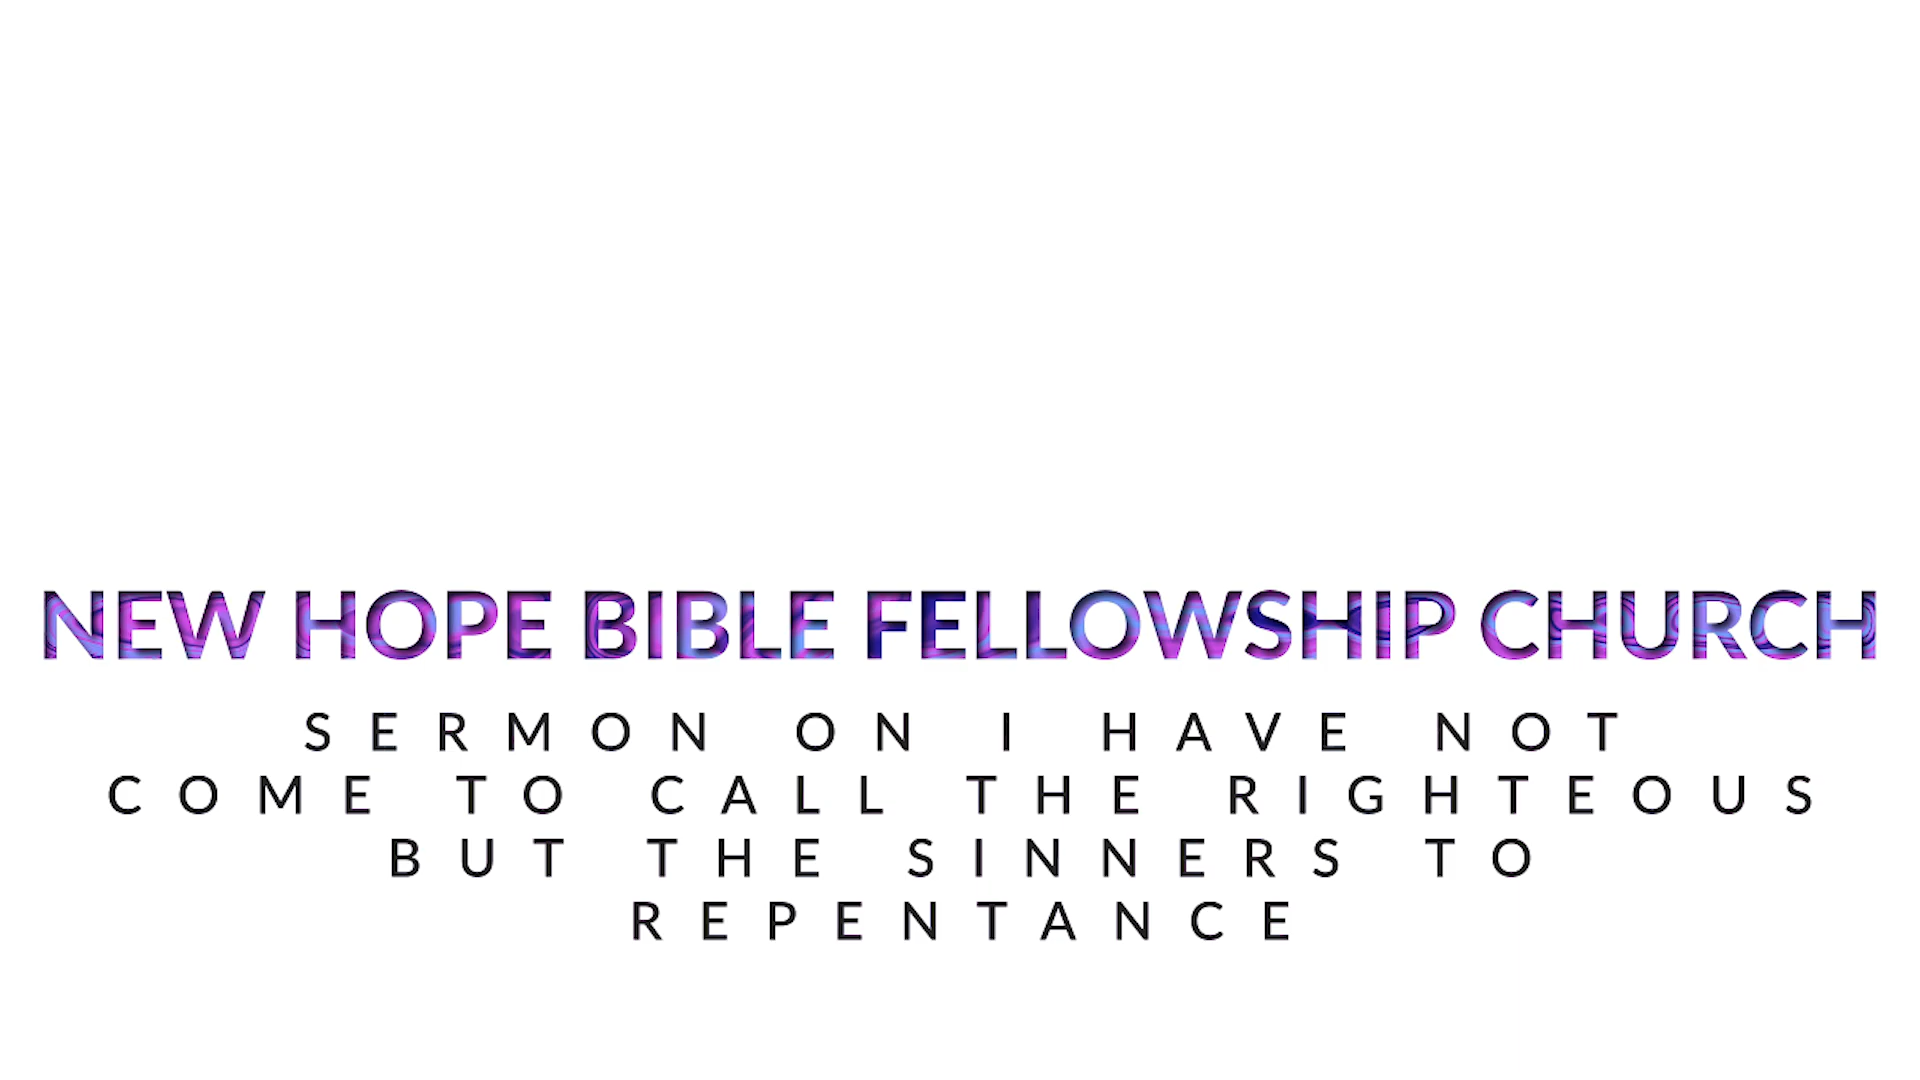 NEW HOPE BIBLE FELLOWSHIP CHURCH
SERMON ON I HAVE NOT
COME TO CALL THE RIGHTEOUS
BUT THE SINNERS TO
REPENTANCE